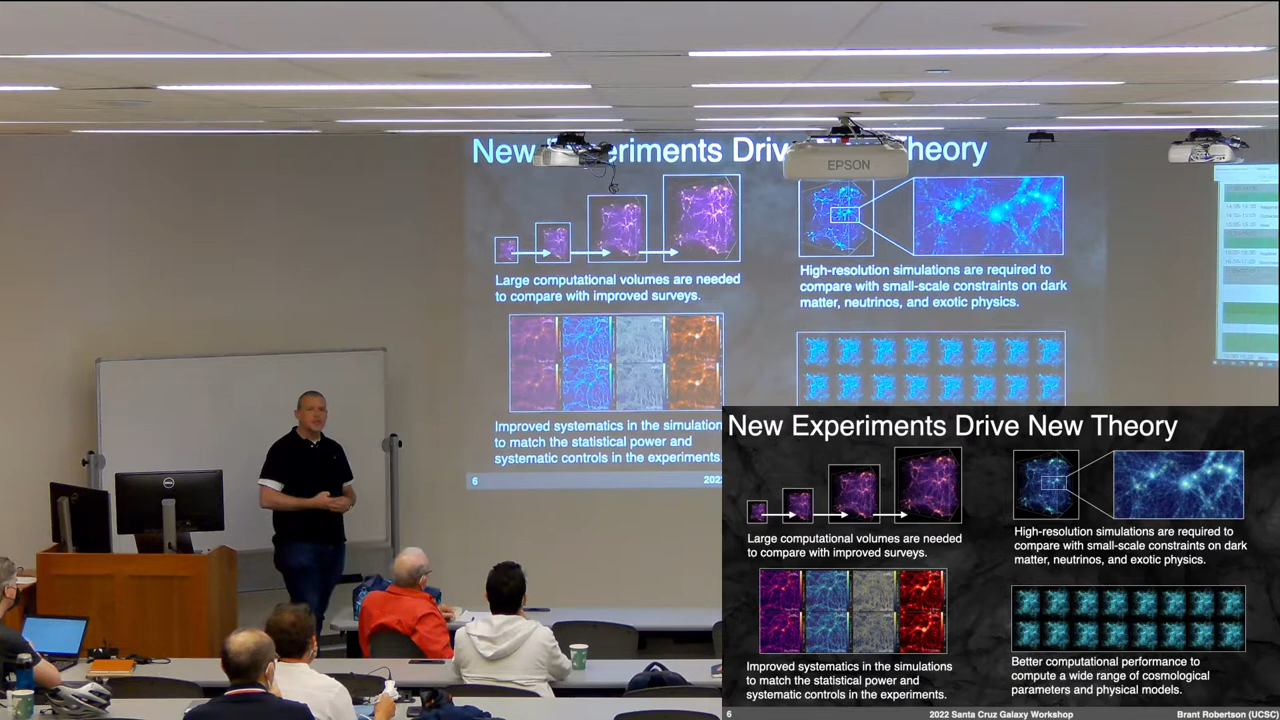 New Experiments Drive New Theory
EPSON
Large computational volumes are needed
to compare with improved surveys.
High-resolution simulations are required to
compare with small-scale constraints on dark
matter, neutrinos, and exotic physics.
Improved systematics in the simulation
to match the statistical power and
systematic controls in the experiments.
6
202
DELL
New Experiments Drive New Theory
Large computational volumes are needed
to compare with improved surveys.
High-resolution simulations are required to
compare with small-scale constraints on dark
matter, neutrinos, and exotic physics.
Improved systematics in the simulations
to match the statistical power and
systematic controls in the experiments.
Better computational performance to
compute a wide range of cosmological
parameters and physical models.
6
2022 Santa Cruz Galaxy Workshop
Brant Robertson (UCSC)